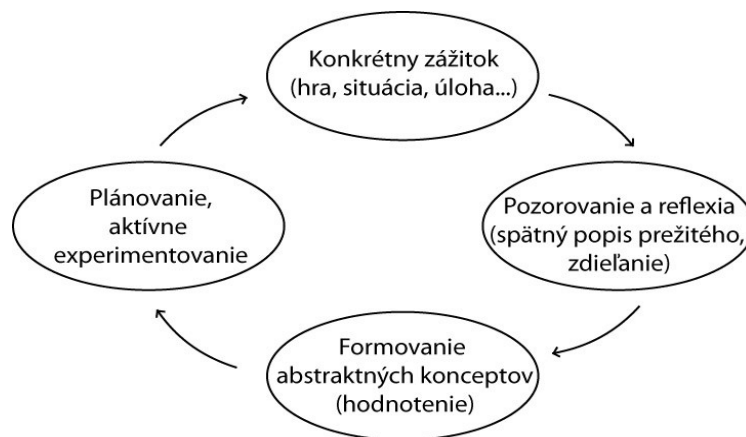 Konkrétny zážitok
(hra, situácia, úloha...)
Pozorovanie a reflexia
(spätný popis prežitého,
zdieľanie)
Formovanie
abstraktných konceptov
(hodnotenie)
Plánovanie,
aktívne
experimentovanie